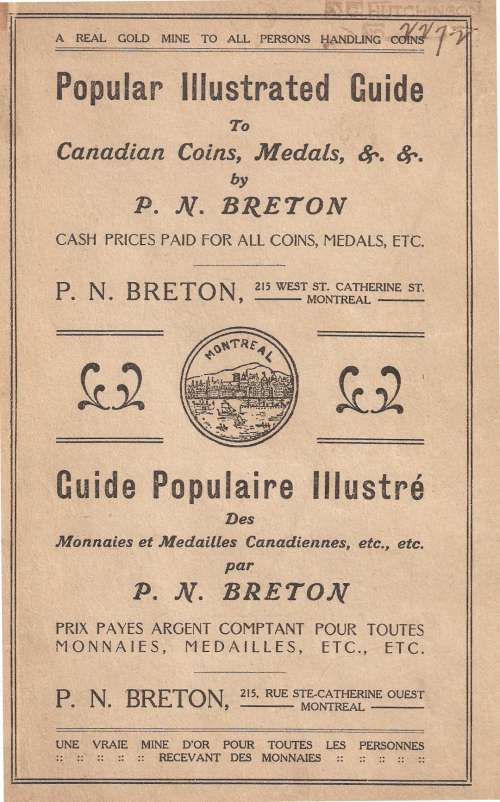 HUTCHINSON
2272
A REAL GOLD MINE TO ALL PERSONS HANDLING COINS
Popular Illustrated Guide
To
Canadian Coins, Medals, &. &.
by
P. N. BRETON
CASH PRICES PAID FOR ALL COINS, MEDALS, ETC.
P. N. BRETON, 215 WEST ST. CATHERINE ST.
MONTREAL
MONTREAL
Guide Populaire Illustré
Des
Monnaies et Medailles Canadiennes, etc., etc.
par
P. N. BRETON
PRIX PAYES ARGENT COMPTANT POUR TOUTES
MONNAIES, MEDAILLES, ETC., ETC.
P. N. BRETON, 215, RUE STE-CATHERINE OUEST
MONTREAL
UNE VRAIE MINE D'OR POUR TOUTES LES PERSONNES
:: :: :: :: :: RECEVANT DES MONNAIES :: :: :: :: ::